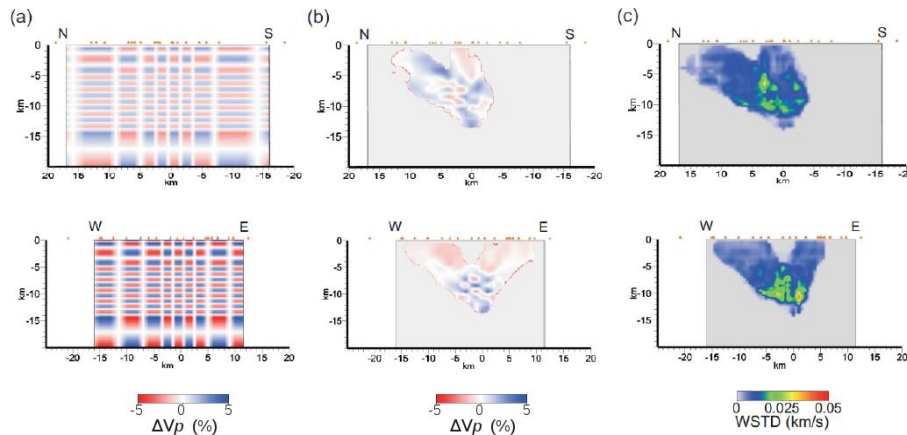 (a) (b) (c)
N S N S N S
0 0 0
-5 -5 -5
km km km
-10 -10 -10
-15 -15 -15
20 15 10 5 0 -5 -10 -15 -20 20 15 10 5 0 -5 -10 -15 -20 20 15 10 5 0 -5 -10 -15 -20
km km km
W E W E W E
0 0 0
-5 -5 -5
km km km
-10 -10 -10
-15 -15 -15
-20 -15 -10 -5 0 5 10 15 20 -20 -15 -10 -5 0 5 10 15 20 -20 -15 -10 -5 0 5 10 15 20
km km km
-5 0 5 -5 0 5 0 0.025 0.05
ΔVp (%) ΔVp (%) WSTD (km/s)